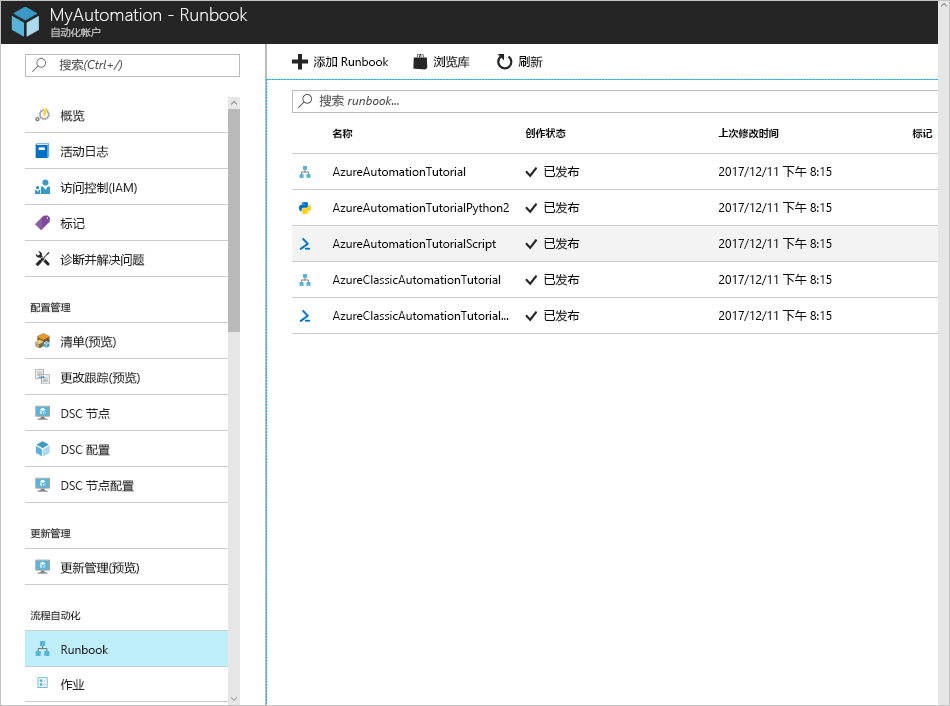 MyAutomation - Runbook
自动化帐户
搜索(Ctrl+/)
概览
活动日志
访问控制(IAM)
标记
诊断并解决问题
配置管理
清单(预览)
更改跟踪(预览)
DSC 节点
DSC 配置
DSC 节点配置
更新管理
更新管理(预览)
流程自动化
Runbook
作业
添加 Runbook 浏览库 刷新
搜索 runbook...
名称 创作状态 上次修改时间 标记
AzureAutomationTutorial 已发布 2017/12/11 下午 8:15
AzureAutomationTutorialPython2 已发布 2017/12/11 下午 8:15
AzureAutomationTutorialScript 已发布 2017/12/11 下午 8:15
AzureClassicAutomationTutorial 已发布 2017/12/11 下午 8:15
AzureClassicAutomationTutorial... 已发布 2017/12/11 下午 8:15